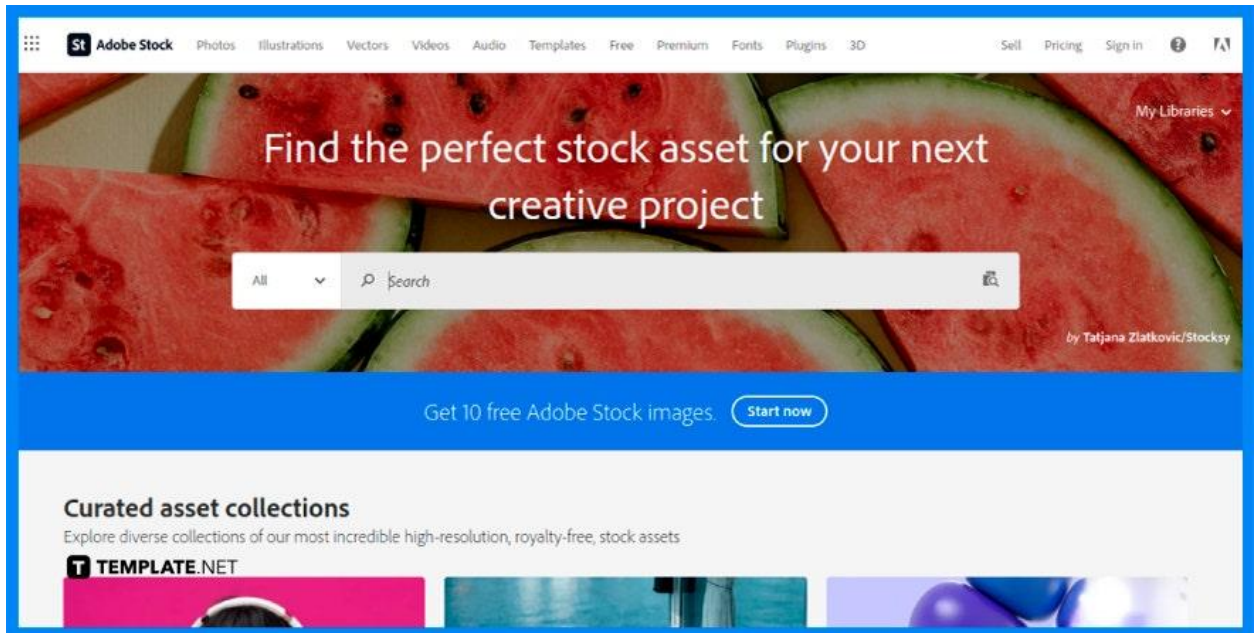 St Adobe Stock Photos Illustrations Vectors Videos Audio Templates Free Premium Fonts Plugins 3D Sell Pricing Sign in ?
My Libraries
Find the perfect stock asset for your next
creative project
All Search
by Tatjana Zlatkovic/Stocksy
Get 10 free Adobe Stock images. Start now
Curated asset collections
Explore diverse collections of our most incredible high-resolution, royalty-free, stock assets
T TEMPLATE.NET